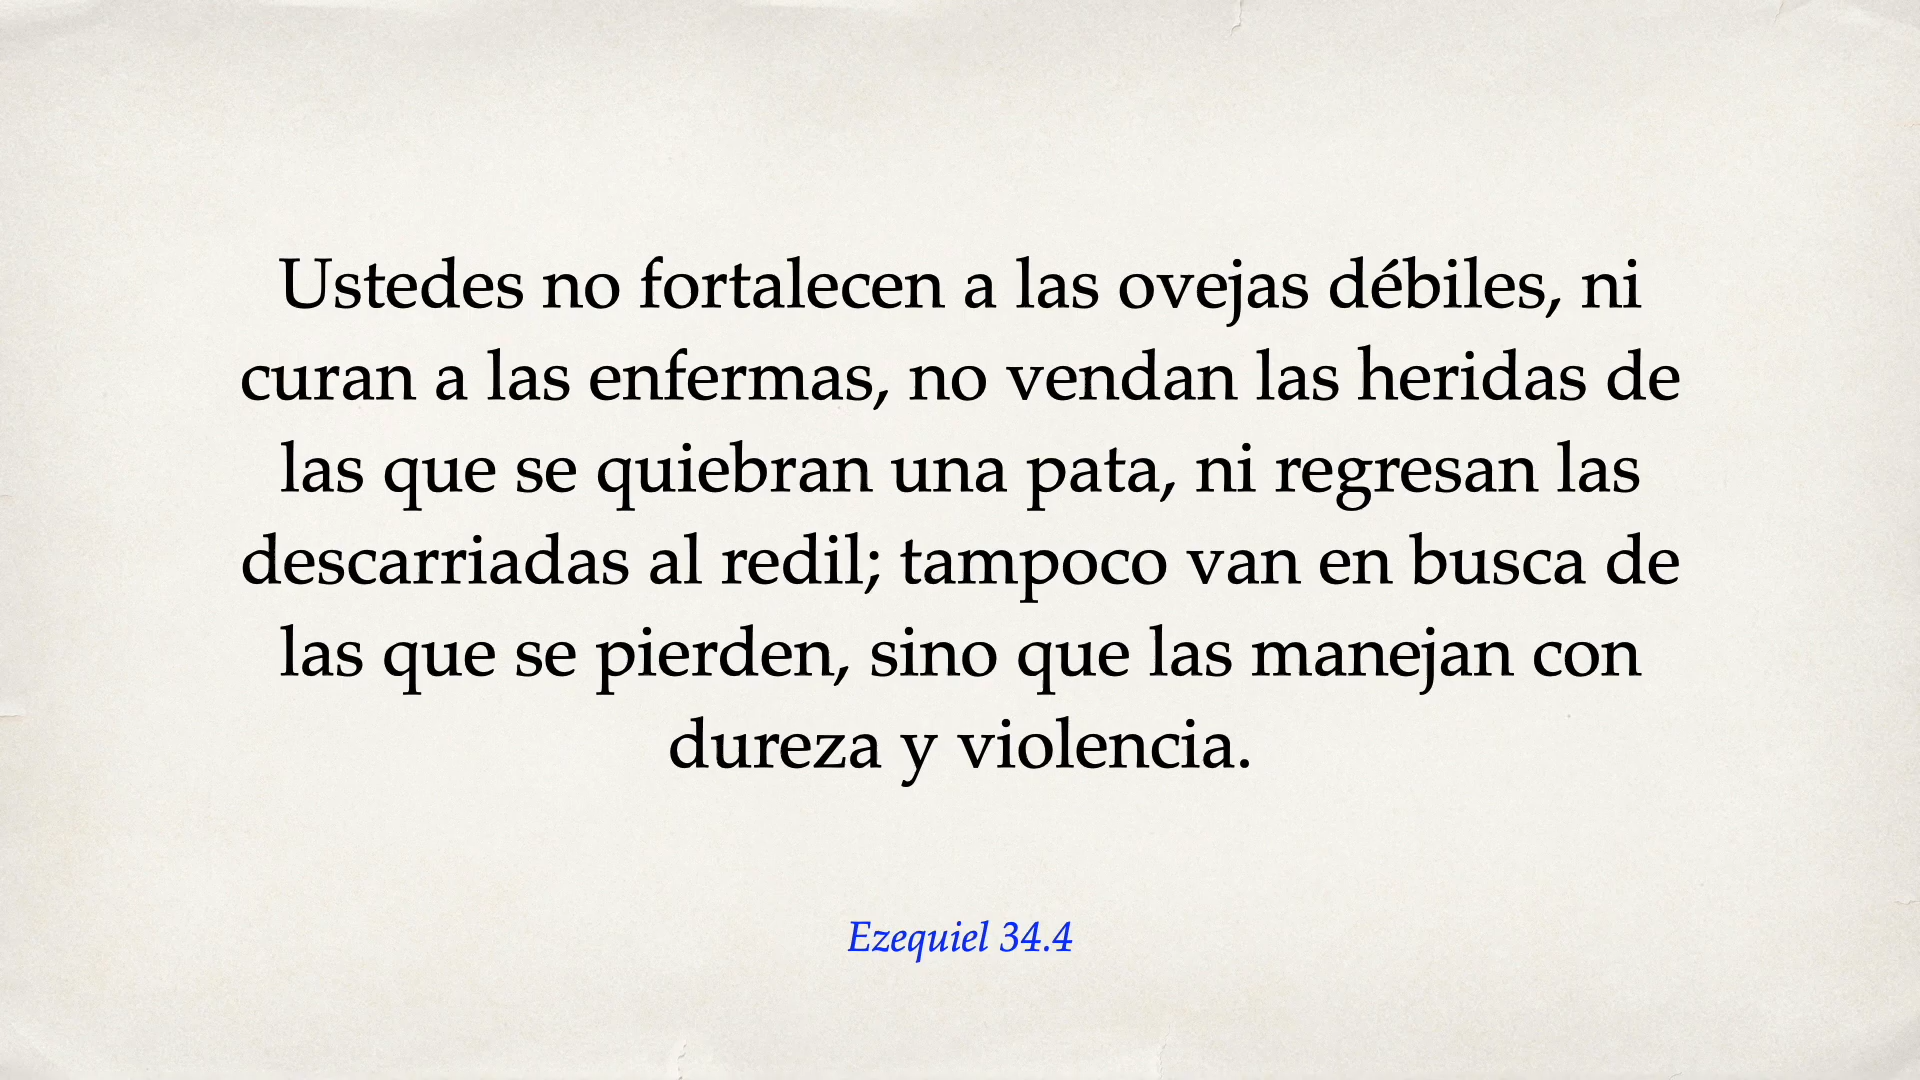 Ustedes no fortalecen a las ovejas débiles, ni
curan a las enfermas, no vendan las heridas de
las que se quiebran una pata, ni regresan las
descarriadas al redil; tampoco van en busca de
las que se pierden, sino que las manejan con
dureza y violencia.
Ezequiel 34.4